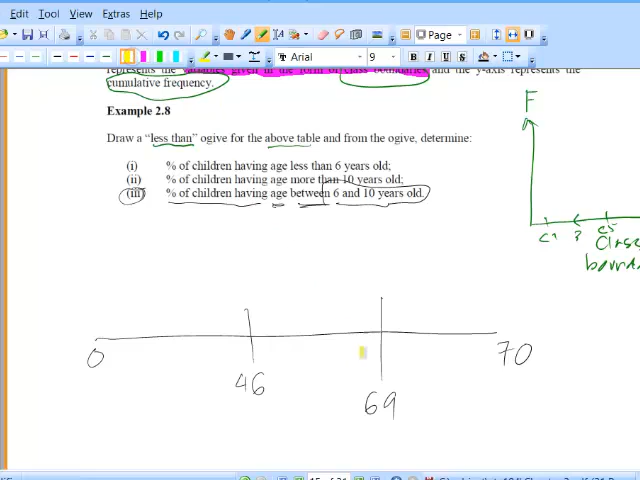 Edit Tool View Extras Help
Page
Arial 9
B I U S
represents the variables given in the form of class boundaries and the y-axis represents the
cumulative frequency.
Example 2.8
Draw a "less than" ogive for the above table and from the ogive, determine:
(i) % of children having age less than 6 years old;
(ii) % of children having age more than 10 years old;
(iii) % of children having age between 6 and 10 years old.
F
Class
bound
0
46
69
70